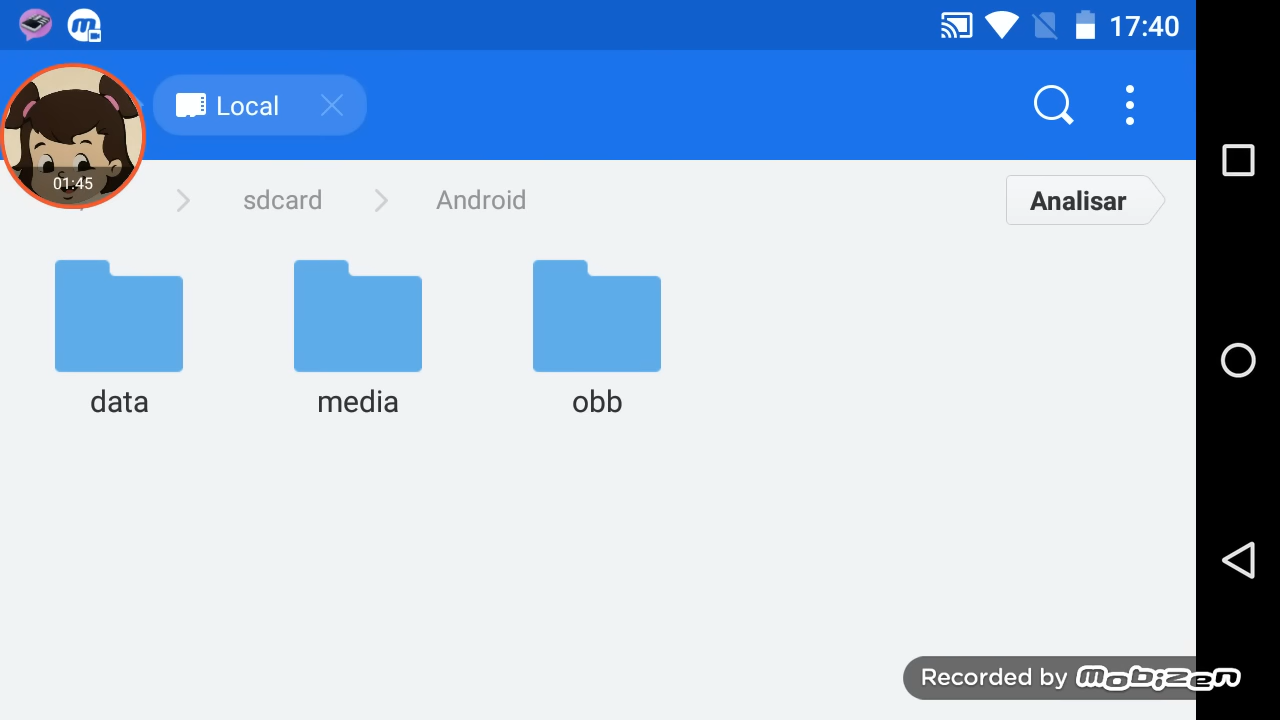 17:40
Local
01:45
sdcard
Android
Analisar
data
media
obb
Recorded by mobizen